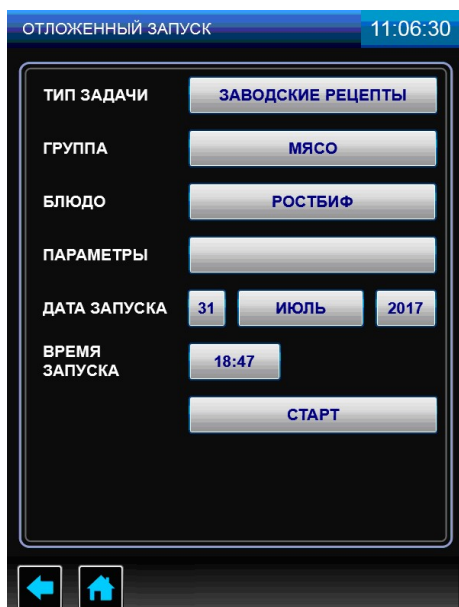 ОТЛОЖЕННЫЙ ЗАПУСК 11:06:30
ТИП ЗАДАЧИ ЗАВОДСКИЕ РЕЦЕПТЫ
ГРУППА МЯСО
БЛЮДО РОСТБИФ
ПАРАМЕТРЫ
ДАТА ЗАПУСКА 31 ИЮЛЬ 2017
ВРЕМЯ
ЗАПУСКА 18:47
СТАРТ